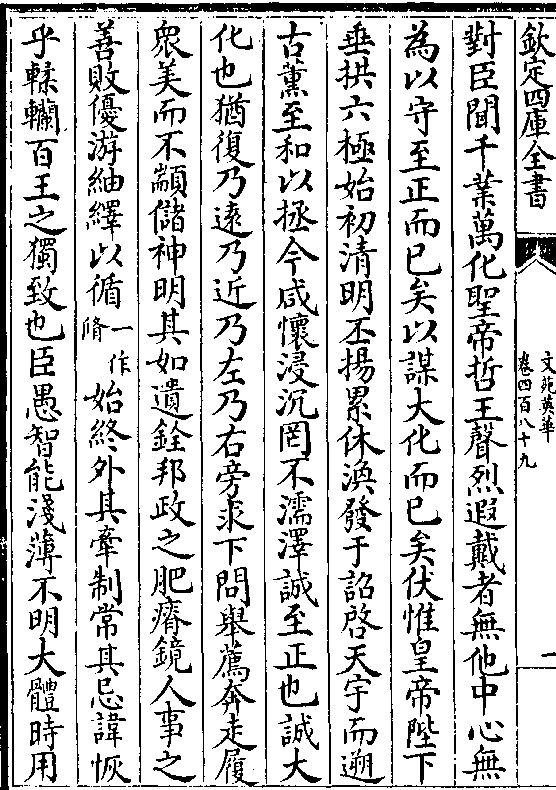 欽定四庫全書
文苑英華
卷四百八十九
一
對臣聞千業萬化聖帝哲王聲烈遐戴者無他中心無
為以守至正而已矣以謀大化而已矣伏惟皇帝陛下
垂拱六極始初清明丕揚累休渙發于詔啓天宇而遡
古薰至和以拯今咸懷浸沉罔不濡澤誠至正也誠大
化也猶復乃遠乃近乃左乃右旁求下問舉薦奔走履
衆美而不顓儲神明其如遺銓邦政之肥瘠鏡人事之
善敗優游紬繹以循一作脩始終外其牽制常其忌諱恢
乎轇轕百王之獨致也臣愚智能淺薄不明大體時用